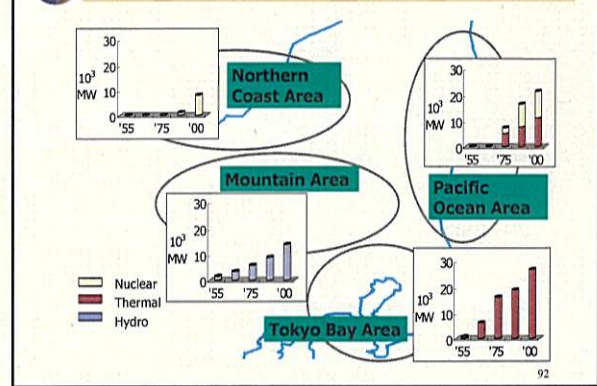 30
20
10³
MW
10
0
'55
'75
'00
Northern
Coast Area
30
20
10³
MW
10
0
'55
'75
'00
Pacific
Ocean Area
Mountain Area
30
20
10³
MW
10
0
'55
'75
'00
Nuclear
Thermal
Hydro
30
20
10³
MW
10
0
'55
'75
'00
Tokyo Bay Area
92